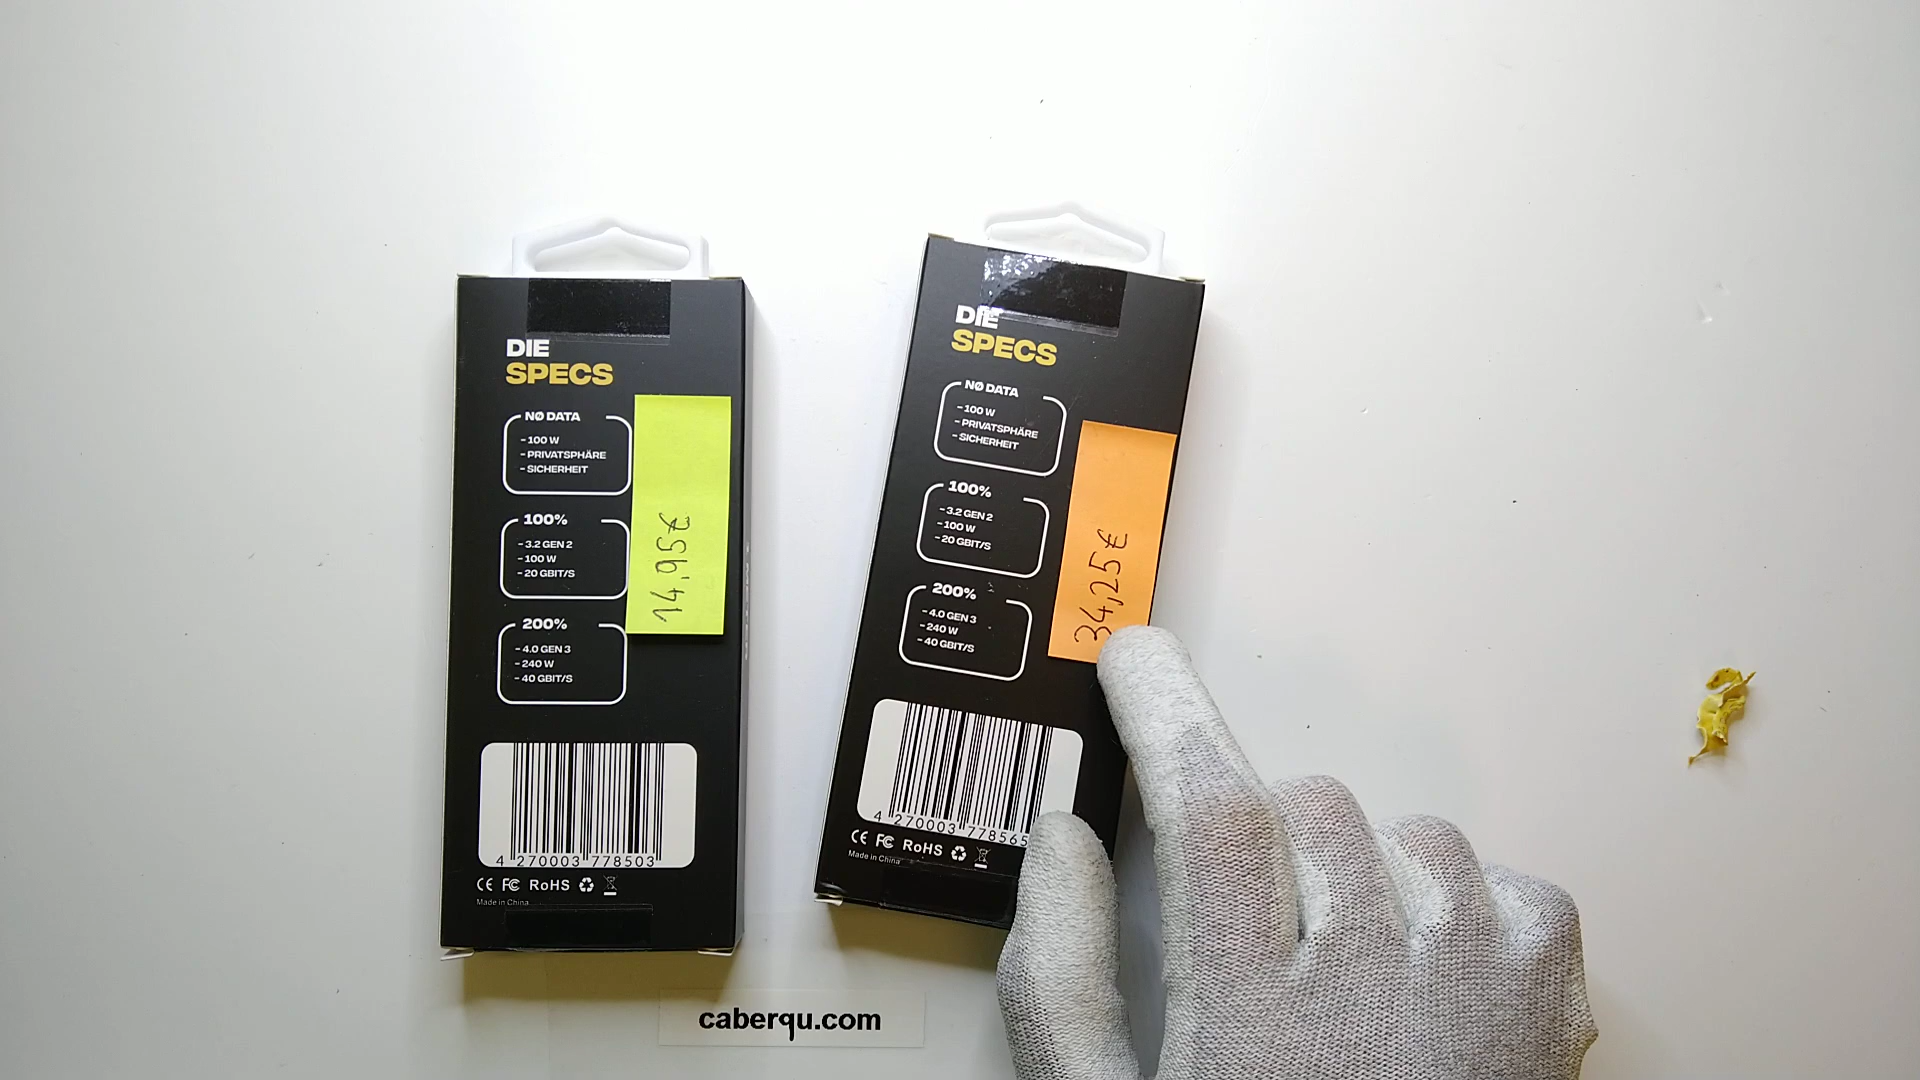 DIE
SPECS
NØ DATA
- 100 W
- PRIVATSPHÄRE
- SICHERHEIT
100%
- 3.2 GEN 2
- 100 W
- 20 GBIT/S
200%
- 4.0 GEN 3
- 240 W
- 40 GBIT/S
14,95€
4 270003 778503
CE FC RoHS
Made in China
DIE
SPECS
NØ DATA
- 100 W
- PRIVATSPHÄRE
- SICHERHEIT
100%
- 3.2 GEN 2
- 100 W
- 20 GBIT/S
200%
- 4.0 GEN 3
- 240 W
- 40 GBIT/S
34,25€
4 270003 778565
CE FC RoHS
Made in China
caberqu.com